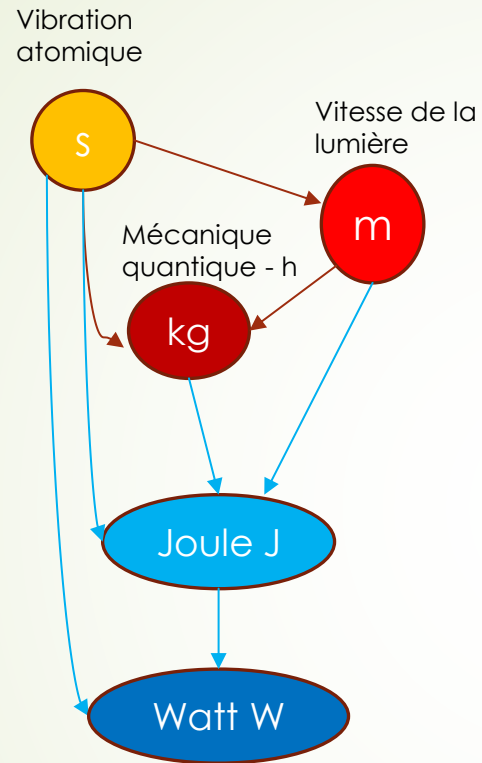 Vibration
atomique
s
Vitesse de la
lumière
m
Mécanique
quantique - h
kg
Joule J
Watt W